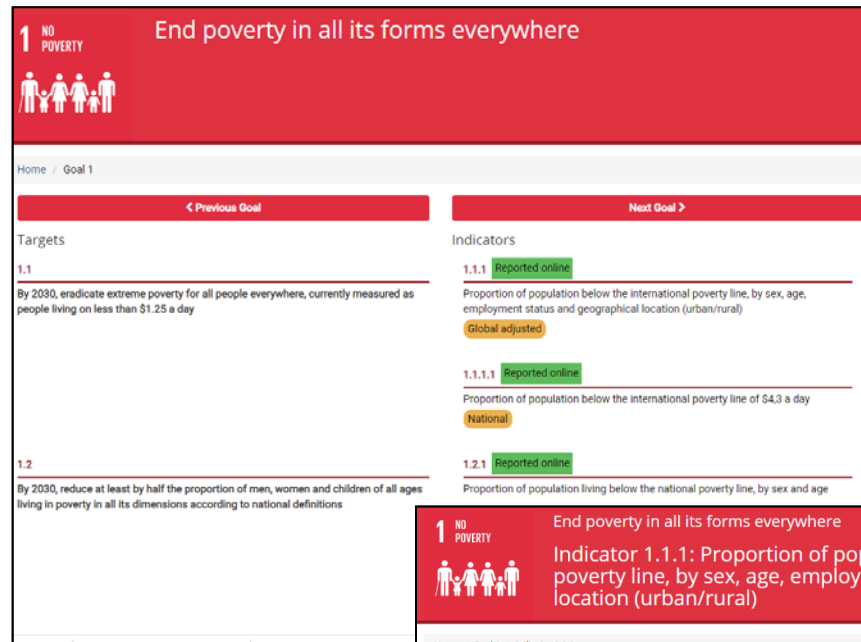 1 NO
POVERTY
End poverty in all its forms everywhere
Home / Goal 1
Previous Goal
Next Goal
Targets
Indicators
1.1
By 2030, eradicate extreme poverty for all people everywhere, currently measured as
people living on less than $1.25 a day
1.1.1 Reported online
Proportion of population below the international poverty line, by sex, age,
employment status and geographical location (urban/rural)
Global adjusted
1.1.1.1 Reported online
Proportion of population below the international poverty line of $4,3 a day
National
1.2
By 2030, reduce at least by half the proportion of men, women and children of all ages
living in poverty in all its dimensions according to national definitions
1.2.1 Reported online
Proportion of population living below the national poverty line, by sex and age
1 NO
POVERTY
End poverty in all its forms everywhere
Indicator 1.1.1: Proportion of
poverty line, by sex, age,
location (urban/rural)